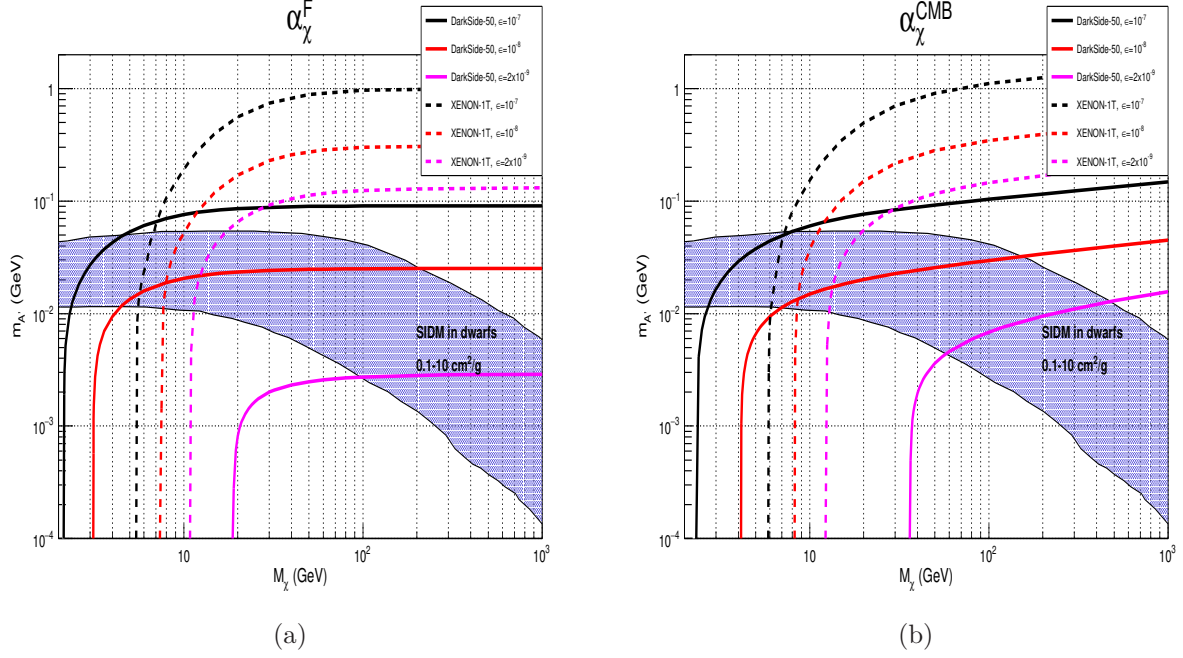 α_χ^F
DarkSide-50, ε=10^-7
DarkSide-50, ε=10^-8
DarkSide-50, ε=2x10^-9
XENON-1T, ε=10^-7
XENON-1T, ε=10^-8
XENON-1T, ε=2x10^-9
m_A' (GeV)
1
10^-1
10^-2
10^-3
10^-4
SIDM in dwarfs
0.1-10 cm^2/g
10
10^2
10^3
M_χ (GeV)
(a)
α_χ^CMB
DarkSide-50, ε=10^-7
DarkSide-50, ε=10^-8
DarkSide-50, ε=2x10^-9
XENON-1T, ε=10^-7
XENON-1T, ε=10^-8
XENON-1T, ε=2x10^-9
m_A' (GeV)
1
10^-1
10^-2
10^-3
10^-4
SIDM in dwarfs
0.1-10 cm^2/g
10
10^2
10^3
M_χ (GeV)
(b)